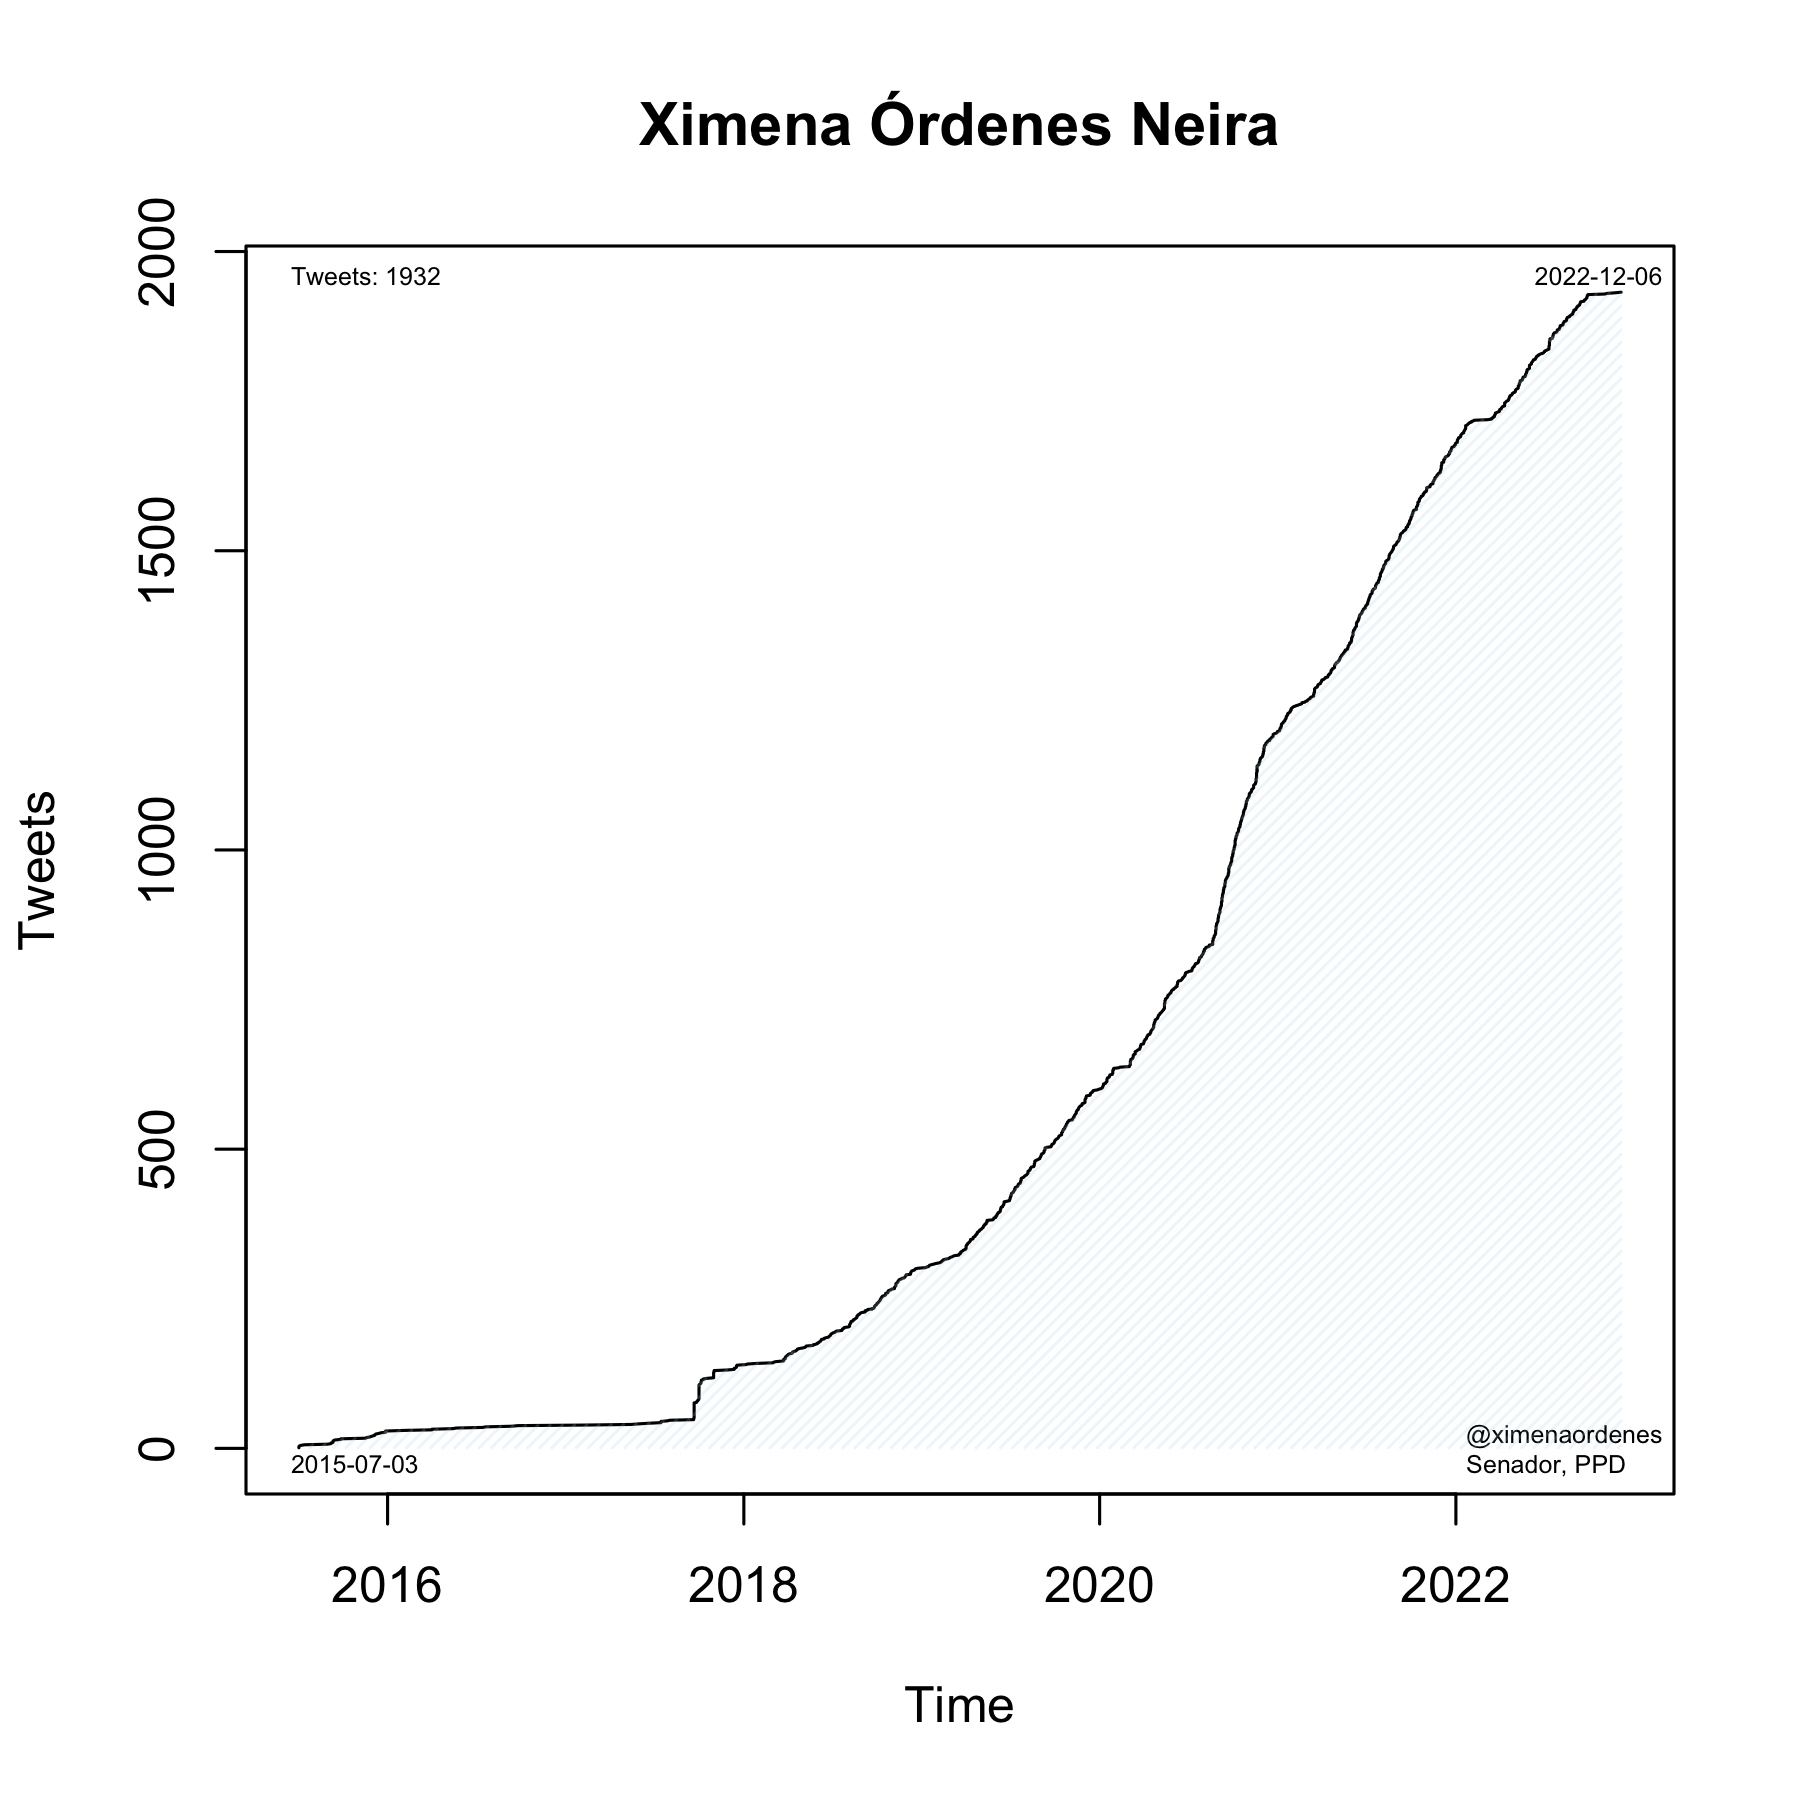 Ximena Órdenes Neira
Tweets: 1932
2022-12-06
2000
1500
1000
500
0
Tweets
@ximenaordenes
Senador, PPD
2015-07-03
2016
2018
2020
2022
Time